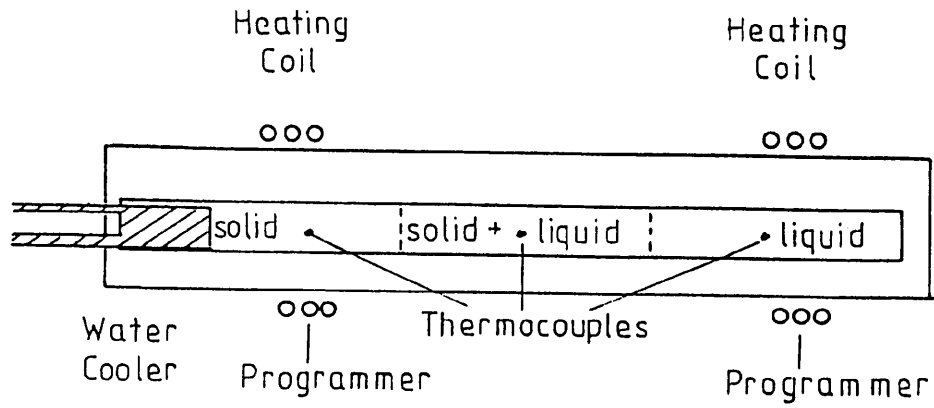 Heating
Coil
Heating
Coil
solid
solid + liquid
liquid
Thermocouples
Water
Cooler
Programmer
Programmer